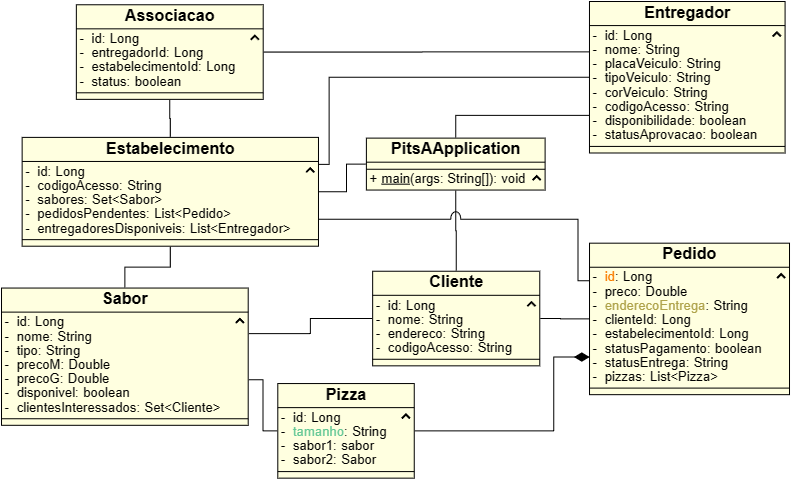 Associacao
- id: Long
- entregadorId: Long
- estabelecimentoId: Long
- status: boolean
Entregador
- id: Long
- nome: String
- placaVeiculo: String
- tipoVeiculo: String
- corVeiculo: String
- codigoAcesso: String
- disponibilidade: boolean
- statusAprovacao: boolean
Estabelecimento
- id: Long
- codigoAcesso: String
- sabores: Set<Sabor>
- pedidosPendentes: List<Pedido>
- entregadoresDisponiveis: List<Entregador>
PitsAApplication
+ main(args: String[]): void
Sabor
- id: Long
- nome: String
- tipo: String
- precoM: Double
- precoG: Double
- disponivel: boolean
- clientesInteressados: Set<Cliente>
Cliente
- id: Long
- nome: String
- endereco: String
- codigoAcesso: String
Pedido
- id: Long
- preco: Double
- enderecoEntrega: String
- clienteId: Long
- estabelecimentoId: Long
- statusPagamento: boolean
- statusEntrega: String
- pizzas: List<Pizza>
Pizza
- id: Long
- tamanho: String
- sabor1: sabor
- sabor2: Sabor